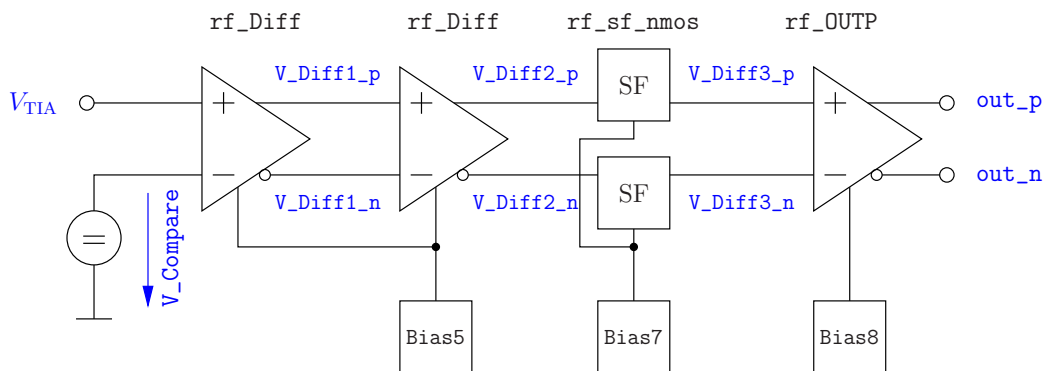 rf_Diff rf_Diff rf_sf_nmos rf_OUTP
V_Diff1_p V_Diff2_p SF V_Diff3_p
V_TIA + + + out_p
− − SF − out_n
V_Diff1_n V_Diff2_n V_Diff3_n
=
V_Compare
Bias5 Bias7 Bias8